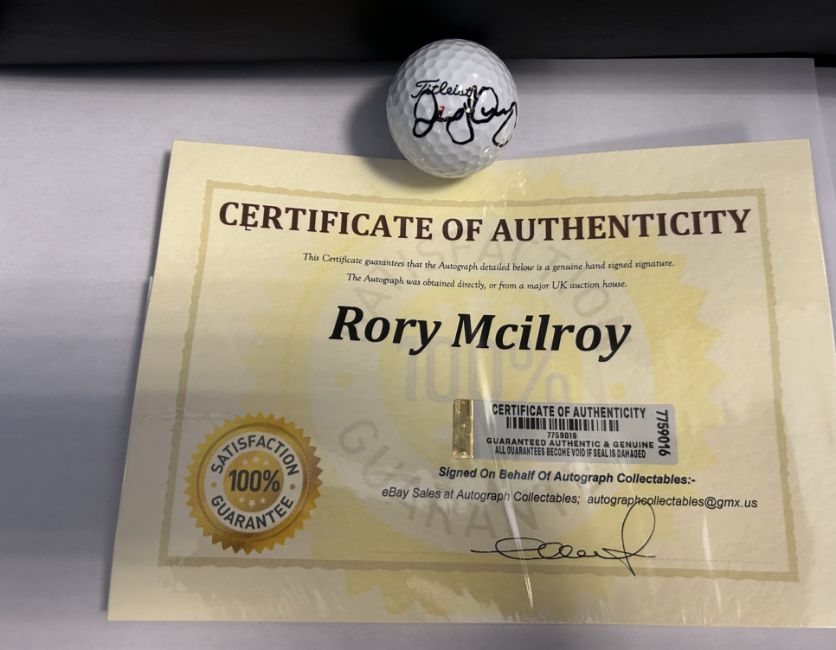 Titleist
CERTIFICATE OF AUTHENTICITY
This Certificate guarantees that the Autograph detailed below is a genuine hand signed signature.
The Autograph was obtained directly, or from a major UK auction house.
Rory Mcilroy
100%
GUARANTEE
CERTIFICATE OF AUTHENTICITY
7759016
GUARANTEED AUTHENTIC & GENUINE
ALL GUARANTEES BECOME VOID IF SEAL IS DAMAGED
7759016
SATISFACTION
100%
GUARANTEE
Signed On Behalf Of Autograph Collectables:-
eBay Sales at Autograph Collectables; autographcollectables@gmx.us